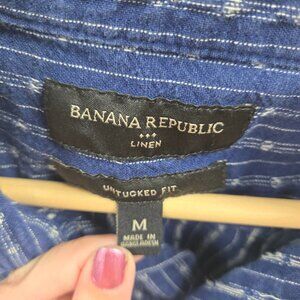 BANANA REPUBLIC
LINEN
UNTUCKED FIT
M
MADE IN
BANGLADESH